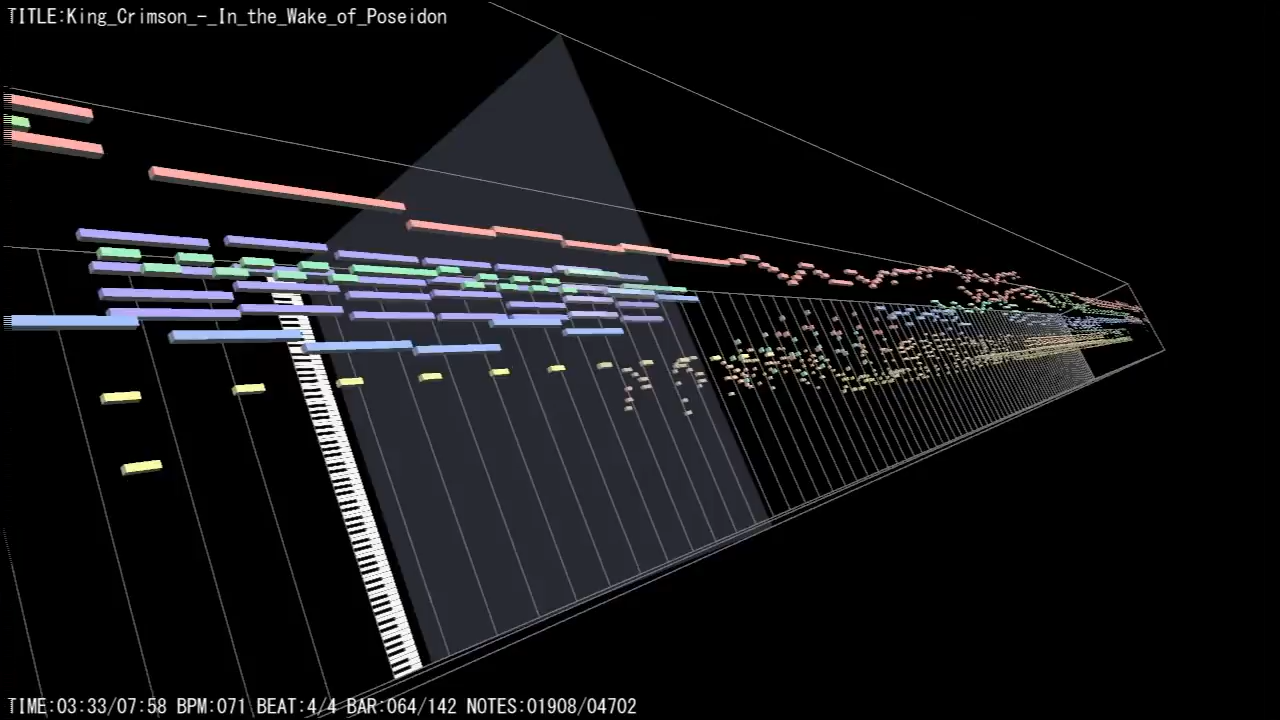 TITLE:King_Crimson_-_In_the_Wake_of_Poseidon
TIME:03:33/07:58 BPM:071 BEAT:4/4 BAR:064/142 NOTES:01908/04702